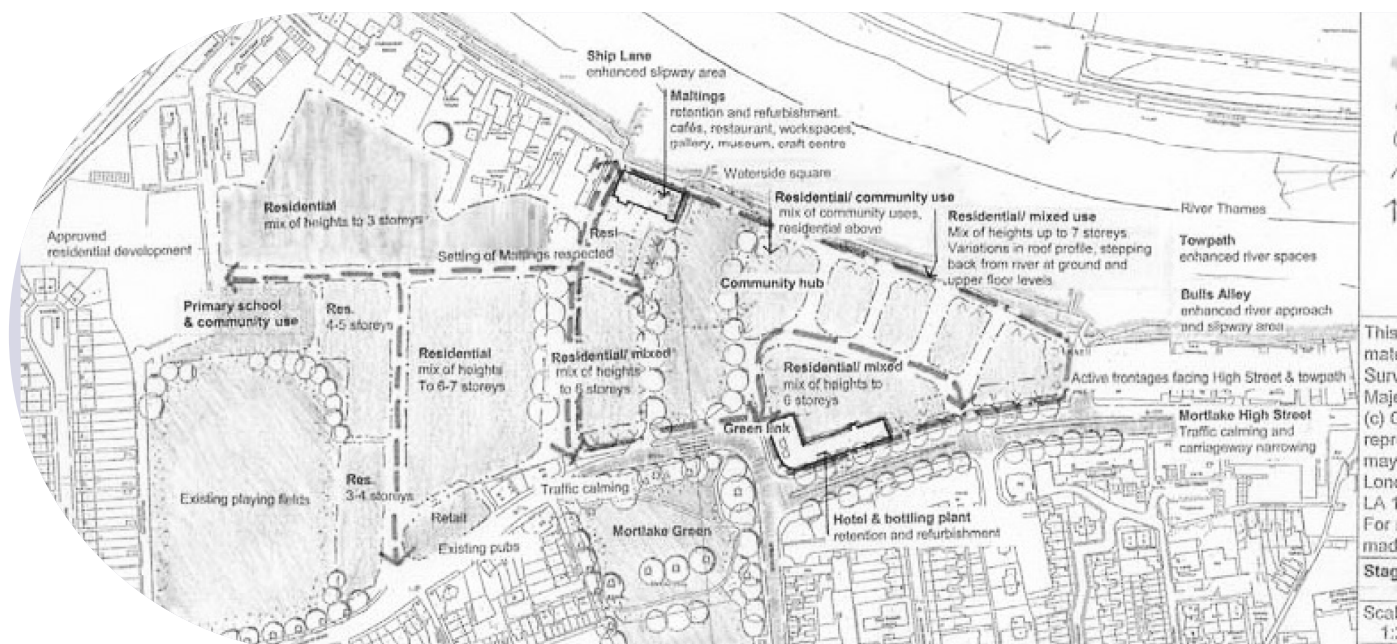 Ship Lane
enhanced slipway area
Maltings
retention and refurbishment.
cafés, restaurant, workspaces,
gallery, museum, craft centre
Waterside square
Residential/ community use
mix of community uses,
residential above
Residential/ mixed use
Mix of heights up to 7 storeys.
Variations in roof profile, stepping
back from river at ground and
upper floor levels
River Thames
Towpath
enhanced river spaces
Bulls Alley
enhanced river approach
and slipway area
Residential
mix of heights to 3 storeys
Approved
residential development
Resi
Setting of Maltings respected
Community hub
Primary school
& community use
Res.
4-5 storeys
Residential
mix of heights
To 6-7 storeys
Residential/ mixed
mix of heights
to 6 storeys
Residential/ mixed
mix of heights to
6 storeys
Active frontages facing High Street & towpath
Green link
Mortlake High Street
Traffic calming and
carriageway narrowing
Existing playing fields
Res.
3-4 storeys
Traffic calming
Retail
Existing pubs
Mortlake Green
Hotel & bottling plant
retention and refurbishment
This
mate
Surv
Maje
(c) C
repr
may
Lond
LA
For
mad
Stag
Scal